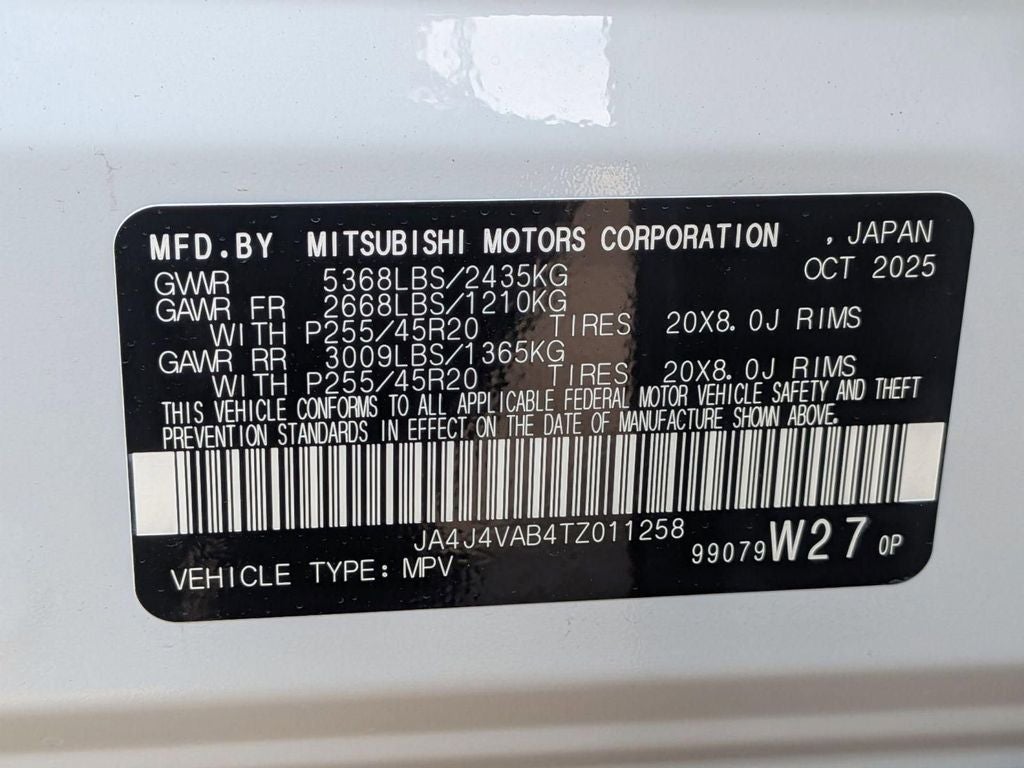 MFD.BY MITSUBISHI MOTORS CORPORATION , JAPAN
GVWR 5368LBS/2435KG OCT 2025
GAWR FR 2668LBS/1210KG
WITH P255/45R20 TIRES 20X8.0J RIMS
GAWR RR 3009LBS/1365KG
WITH P255/45R20 TIRES 20X8.0J RIMS
THIS VEHICLE CONFORMS TO ALL APPLICABLE FEDERAL MOTOR VEHICLE SAFETY AND THEFT
PREVENTION STANDARDS IN EFFECT ON THE DATE OF MANUFACTURE SHOWN ABOVE.
JA4J4VAB4TZ011258
99079 W27 0P
VEHICLE TYPE: MPV